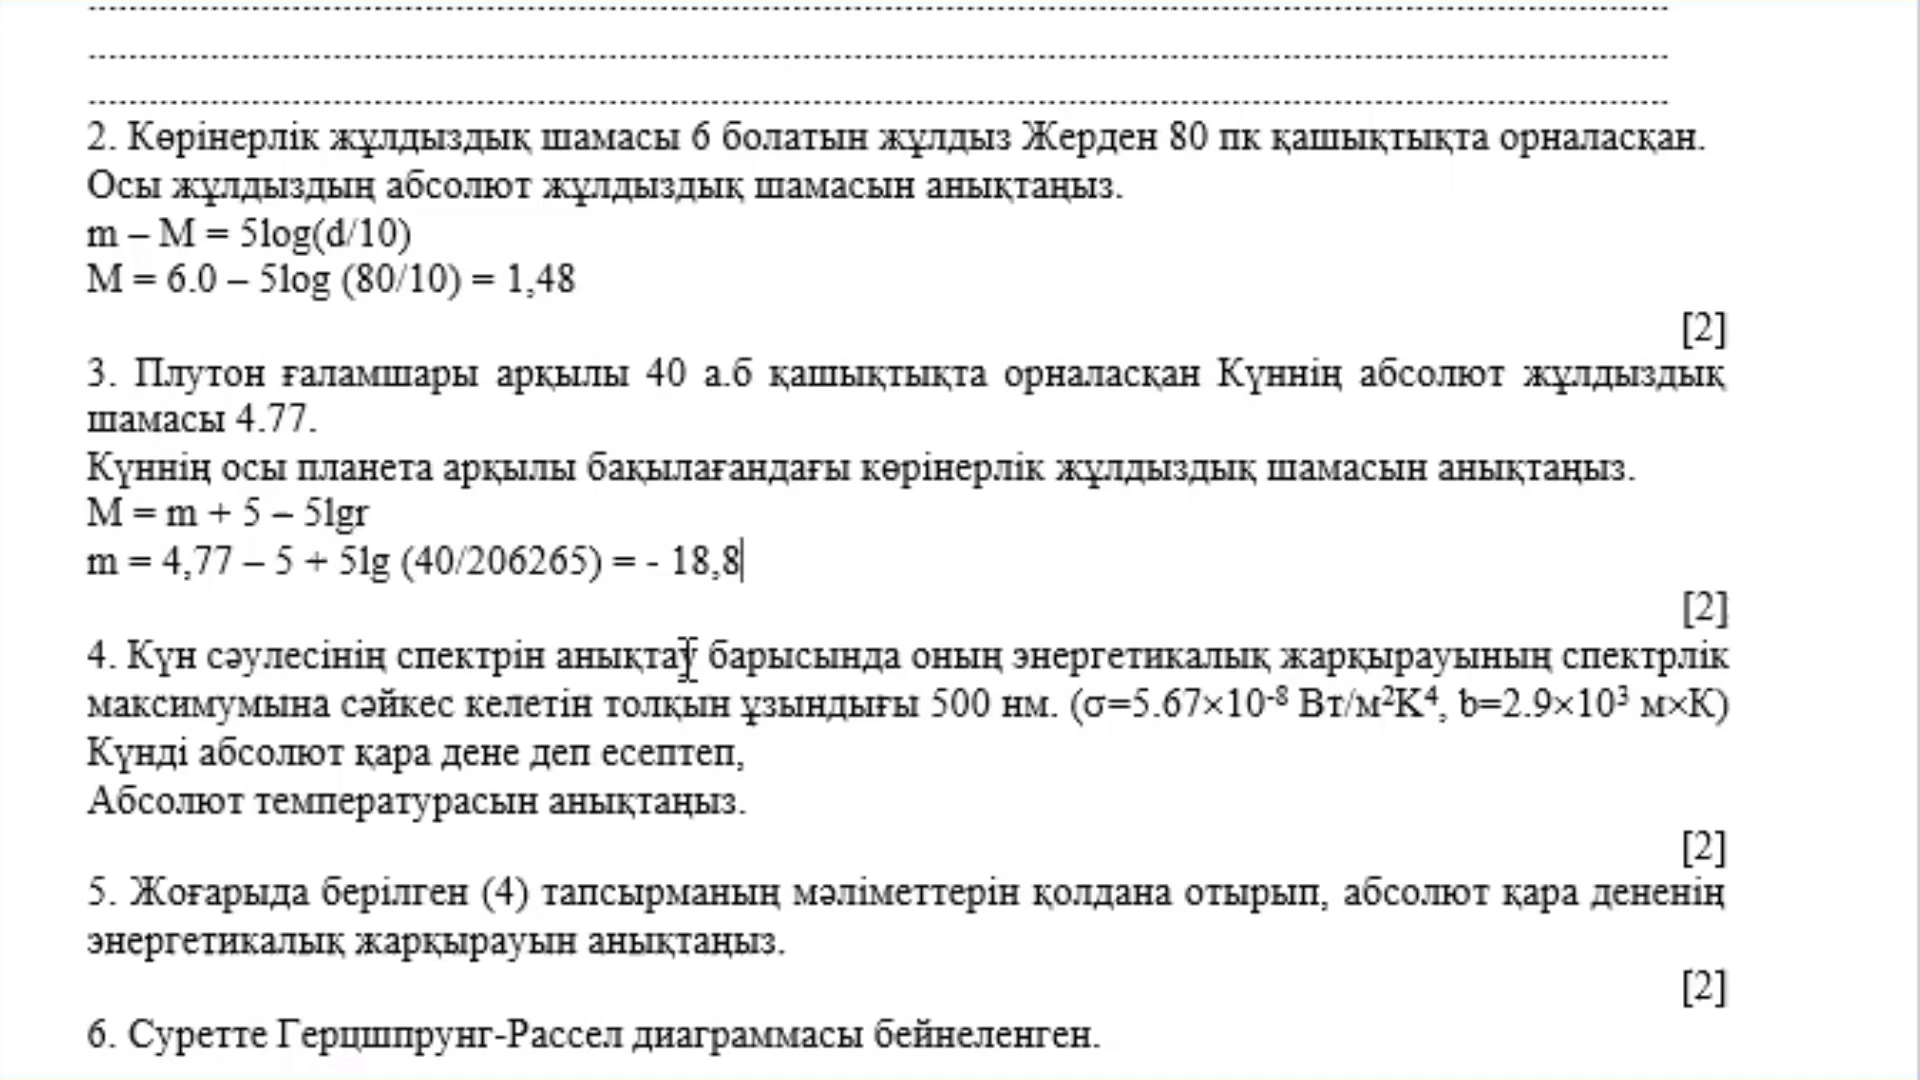 2. Көрінерлік жұлдыздық шамасы 6 болатын жұлдыз Жерден 80 пк қашықтықта орналасқан.
Осы жұлдыздың абсолют жұлдыздық шамасын анықтаңыз.
m – M = 5log(d/10)
M = 6.0 – 5log (80/10) = 1,48
[2]
3. Плутон ғаламшары арқылы 40 а.б қашықтықта орналасқан Күннің абсолют жұлдыздық
шамасы 4.77.
Күннің осы планета арқылы бақылағандағы көрінерлік жұлдыздық шамасын анықтаңыз.
M = m + 5 – 5lgr
m = 4,77 – 5 + 5lg (40/206265) = - 18,8
[2]
4. Күн сәулесінің спектрін анықтау барысында оның энергетикалық жарқырауының спектрлік
максимумына сәйкес келетін толқын ұзындығы 500 нм. (σ=5.67×10⁻⁸ Вт/м²К⁴, b=2.9×10³ м×К)
Күнді абсолют қара дене деп есептеп,
Абсолют температурасын анықтаңыз.
[2]
5. Жоғарыда берілген (4) тапсырманың мәліметтерін қолдана отырып, абсолют қара дененің
энергетикалық жарқырауын анықтаңыз.
[2]
6. Суретте Герцшпрунг-Рассел диаграммасы бейнеленген.